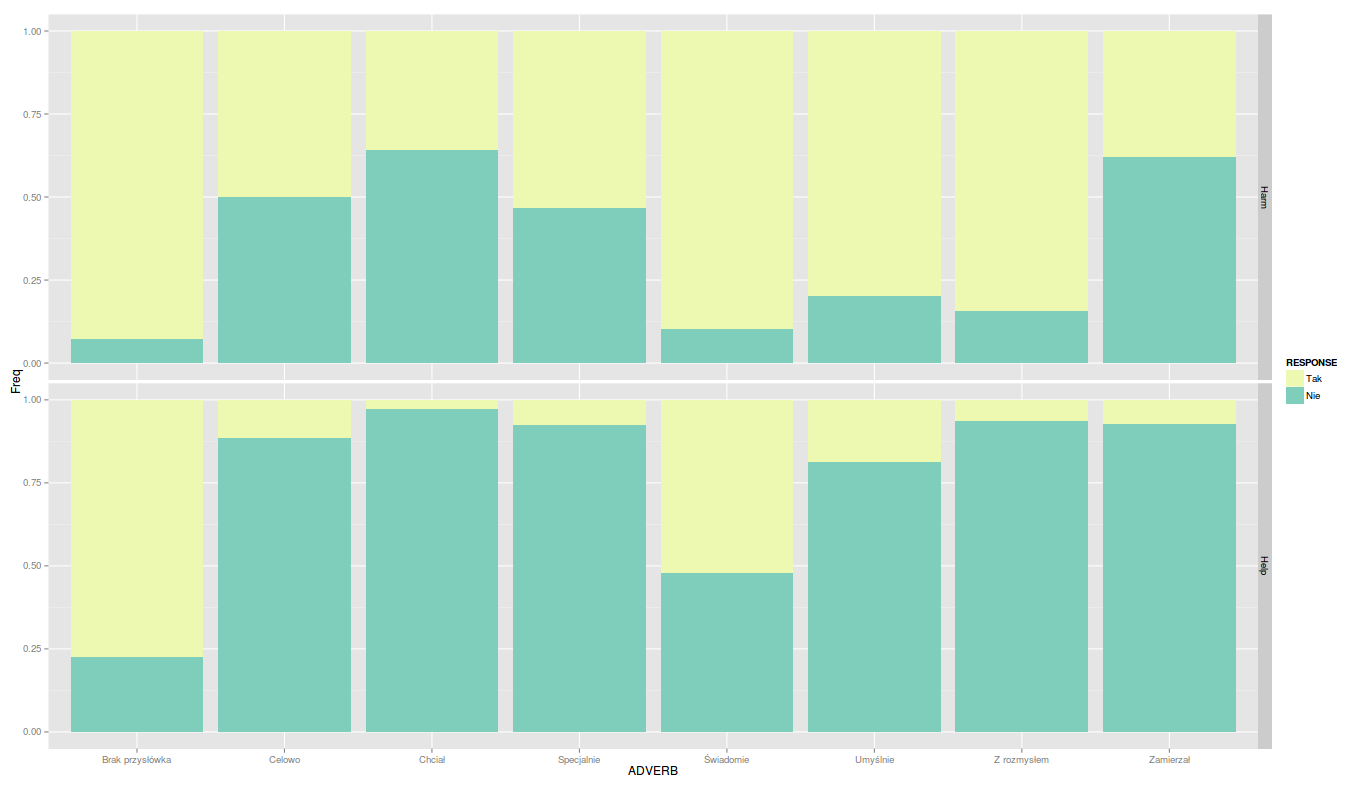 1.00
0.75
0.50
0.25
0.00
Harm
Freq
1.00
0.75
0.50
0.25
0.00
Help
Brak przysłówka Celowo Chciał Specjalnie Świadomie Umyślnie Z rozmysłem Zamierzał
ADVERB
RESPONSE
Tak
Nie